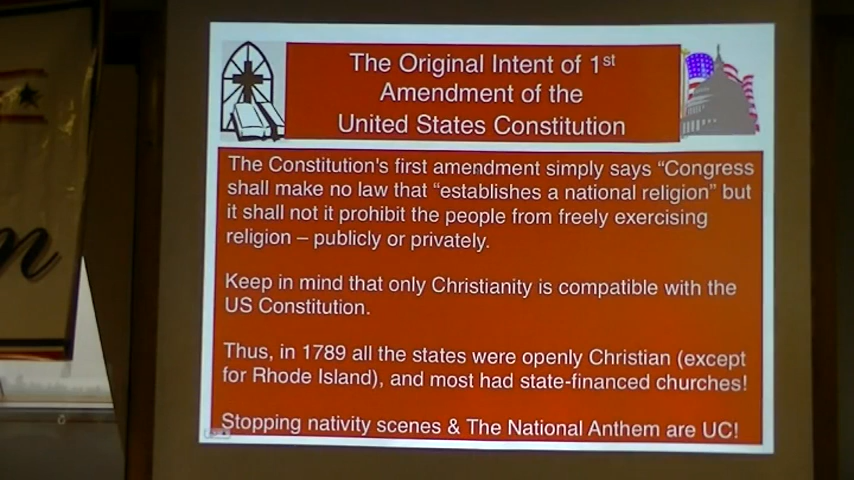 The Original Intent of 1st
Amendment of the
United States Constitution
The Constitution's first amendment simply says “Congress
shall make no law that “establishes a national religion” but
it shall not it prohibit the people from freely exercising
religion – publicly or privately.
Keep in mind that only Christianity is compatible with the
US Constitution.
Thus, in 1789 all the states were openly Christian (except
for Rhode Island), and most had state-financed churches!
Stopping nativity scenes & The National Anthem are UC!